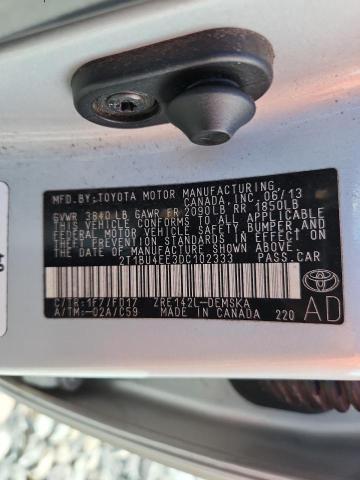 MFD.BY:TOYOTA MOTOR MANUFACTURING,
CANADA, INC. 06/13
GVWR 3840 LB GAWR FR 2090LB RR 1850LB
THIS VEHICLE CONFORMS TO ALL APPLICABLE
FEDERAL MOTOR VEHICLE SAFETY, BUMPER, AND
THEFT PREVENTION STANDARDS IN EFFECT ON
THE DATE OF MANUFACTURE SHOWN ABOVE.
2T1BU4EE3DC102333 PASS.CAR
C/TR:1F7/FD17 ZRE142L-DEMSKA
A/TM:-02A/C59 MADE IN CANADA 220
TOYOTA
AD